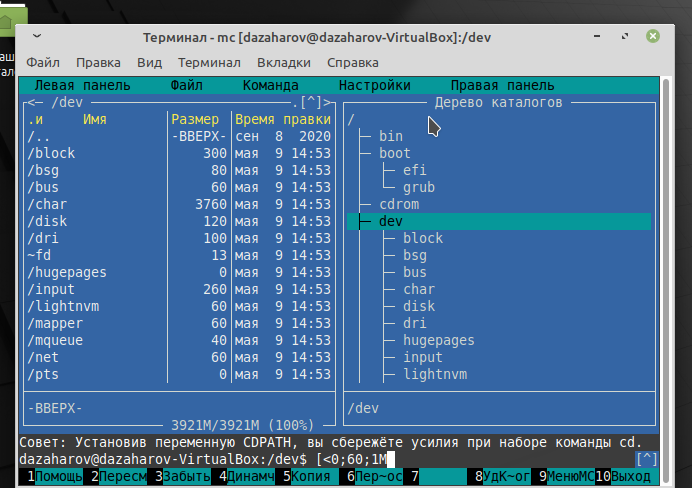 Терминал - mc [dazaharov@dazaharov-VirtualBox]:/dev
Файл Правка Вид Терминал Вкладки Справка
Левая панель Файл Команда Настройки Правая панель
<— /dev .[^]> Дерево каталогов
.и Имя Размер Время правки /
/.. -ВВЕРХ- сен 8 2020 bin
/block 300 мая 9 14:53 boot
/bsg 80 мая 9 14:53 efi
/bus 60 мая 9 14:53 grub
/char 3760 мая 9 14:53 cdrom
/disk 120 мая 9 14:53 dev
/dri 100 мая 9 14:53 block
~fd 13 мая 9 14:53 bsg
/hugepages 0 мая 9 14:53 bus
/input 260 мая 9 14:53 char
/lightnvm 60 мая 9 14:53 disk
/mapper 60 мая 9 14:53 dri
/mqueue 40 мая 9 14:53 hugepages
/net 60 мая 9 14:53 input
/pts 0 мая 9 14:53 lightnvm
-ВВЕРХ- /dev
3921M/3921M (100%)
Совет: Установив переменную CDPATH, вы сбережёте усилия при наборе команды cd.
dazaharov@dazaharov-VirtualBox:/dev$ [<0;60;1M [^]
1Помощь 2Пересм 3Забыть 4Динамч 5Копия 6Пер~ос 7 8УдК~ог 9МенюMC 10Выход